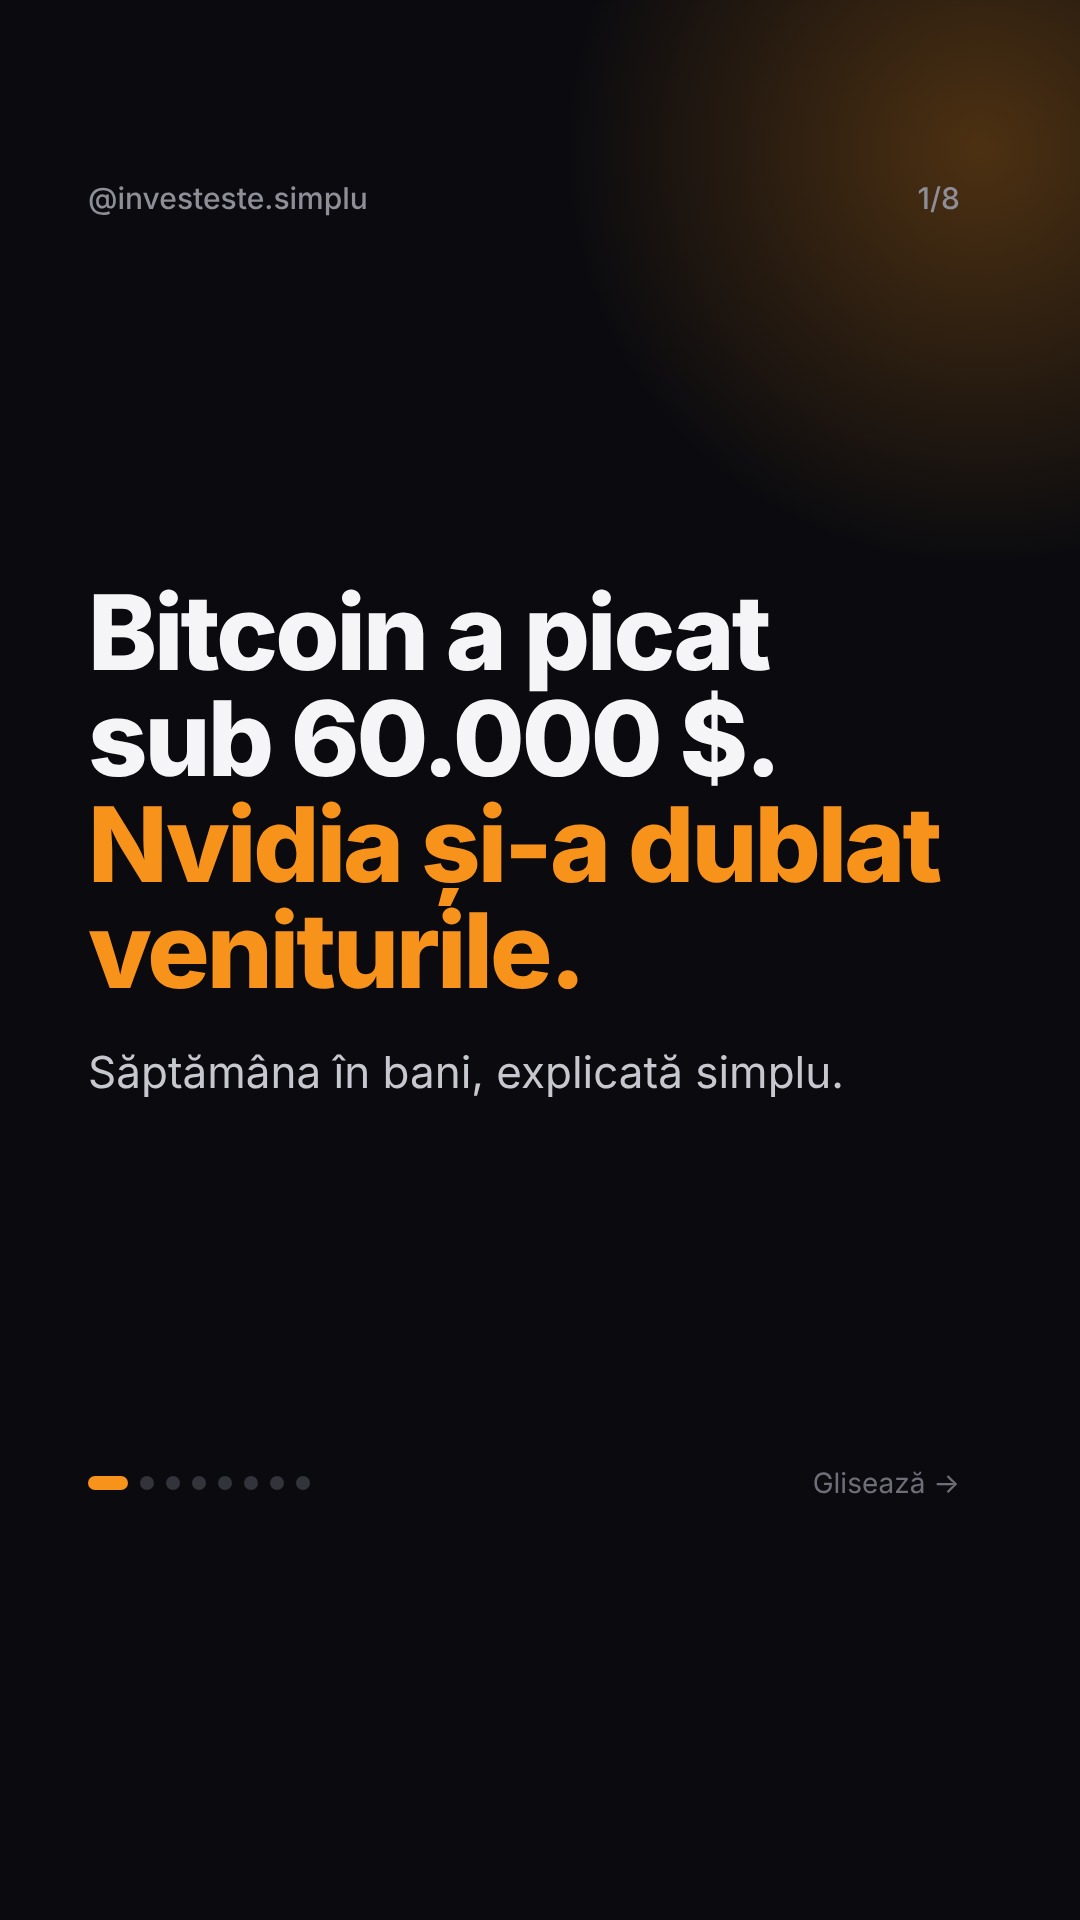 @investeste.simplu
1/8
Bitcoin a picat
sub 60.000 $.
Nvidia și-a dublat
veniturile.
Săptămâna în bani, explicată simplu.
Glisează →